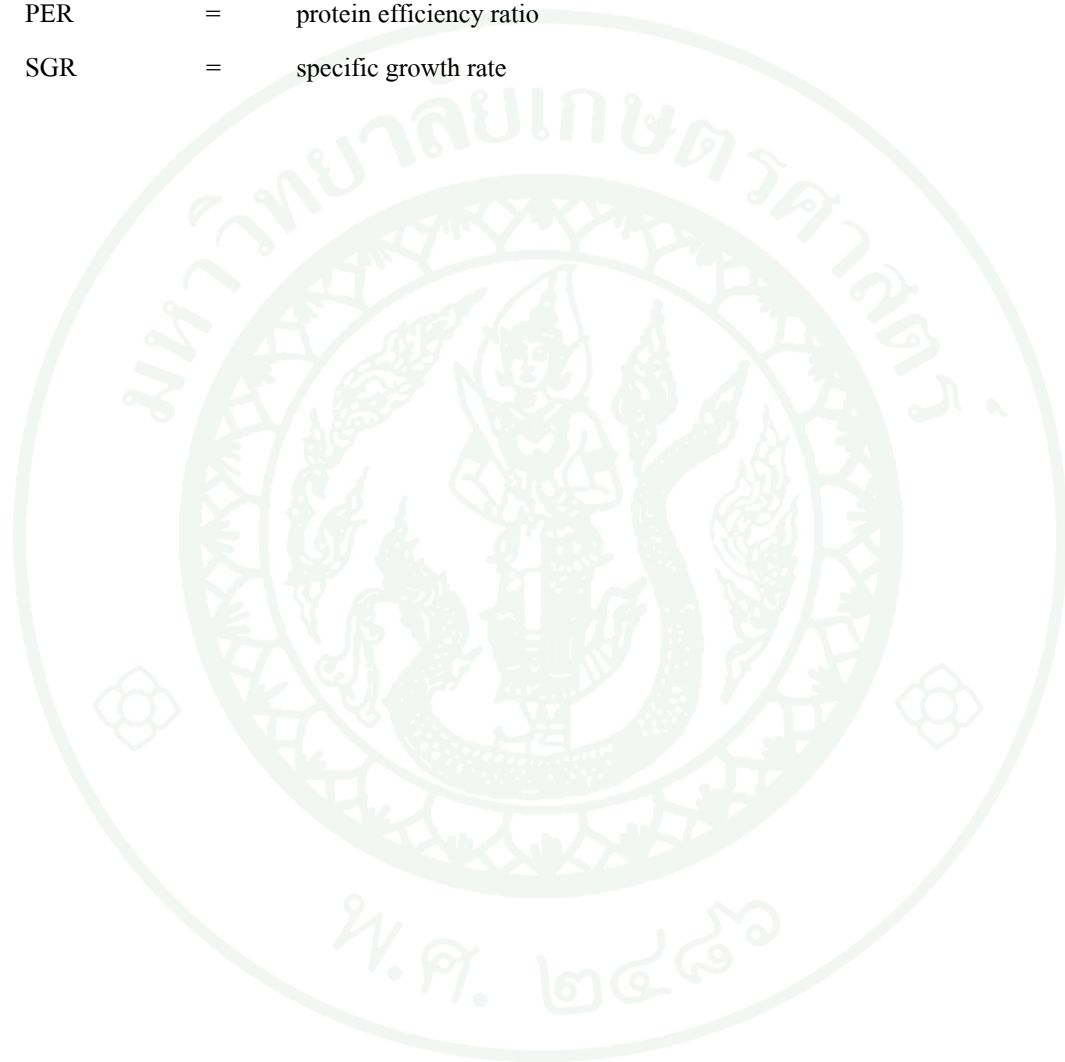 PER = protein efficiency ratio
SGR = specific growth rate
มหาวิทยาลัยเกษตรศาสตร์
พ.ศ. ๒๔๘๖